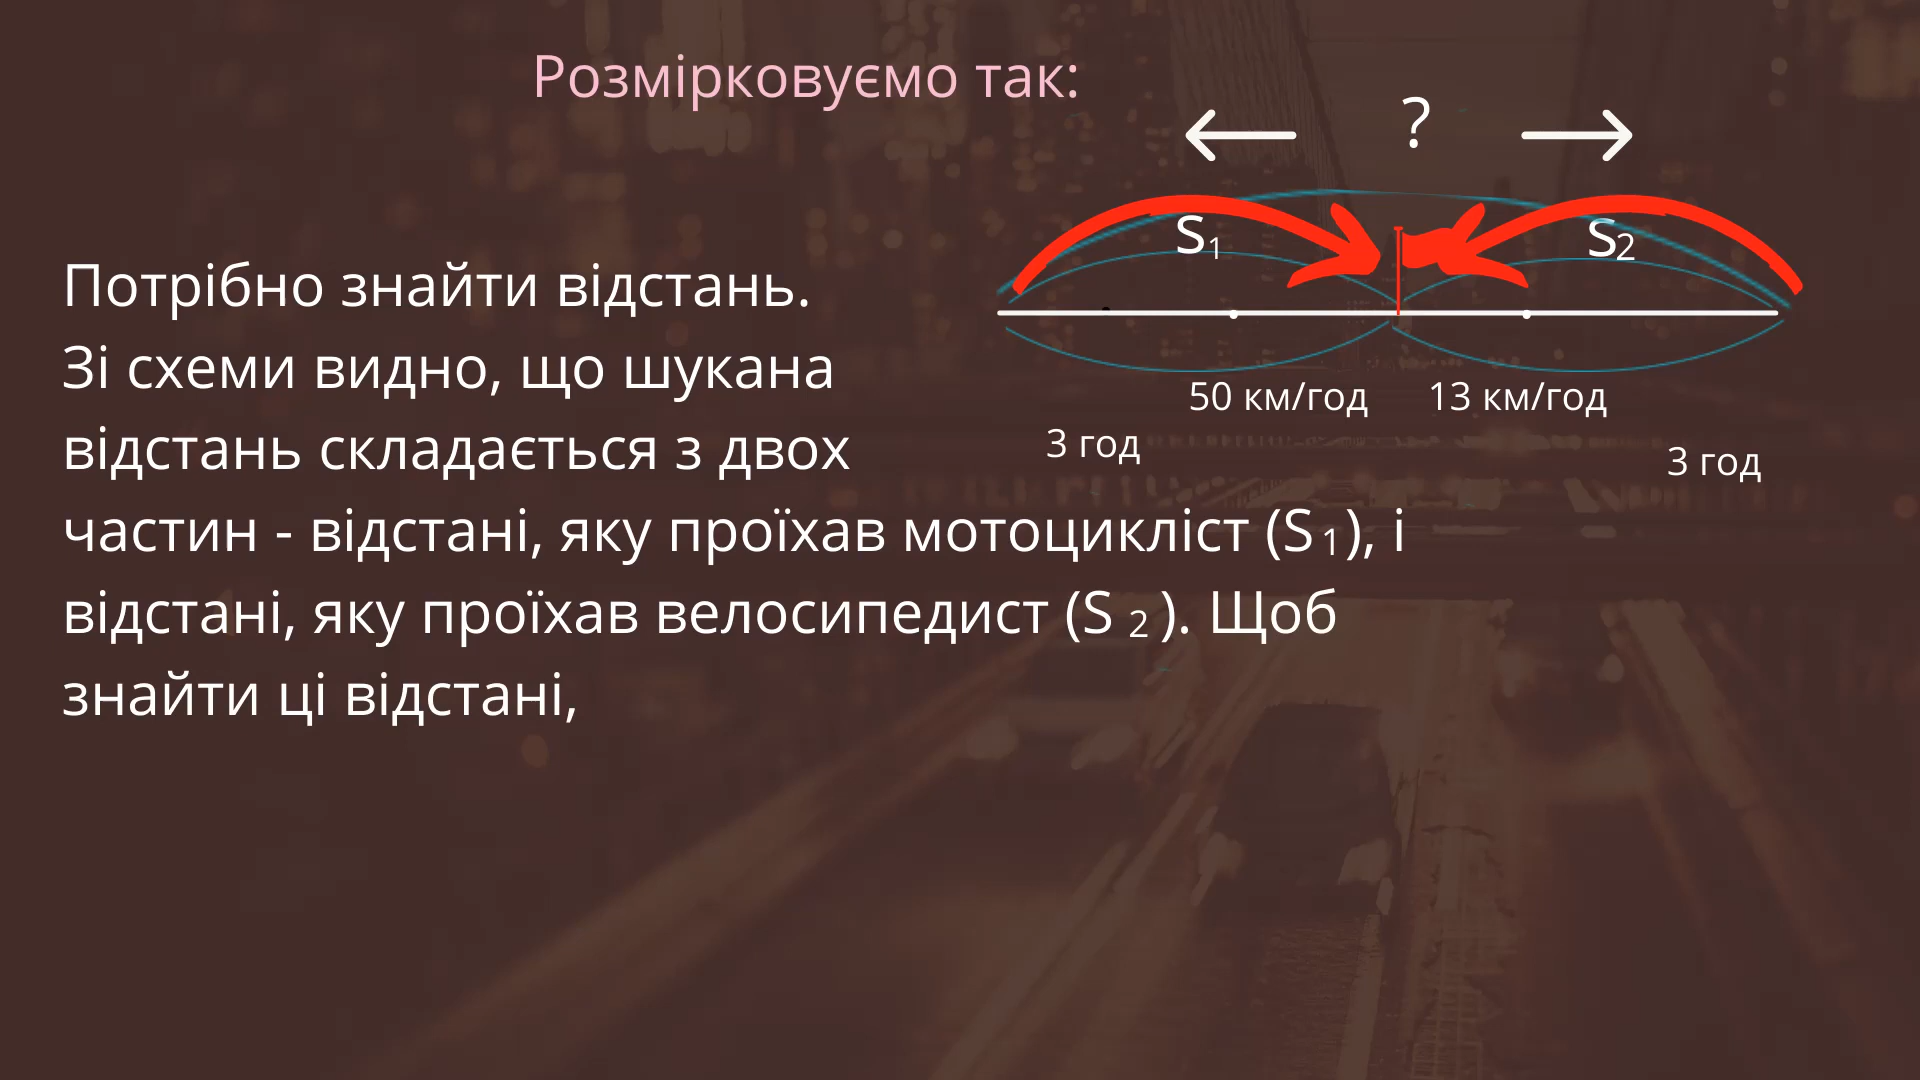 Розмірковуємо так:
?
S1
S2
Потрібно знайти відстань.
Зі схеми видно, що шукана
відстань складається з двох
частин - відстані, яку проїхав мотоцикліст (S 1), і
відстані, яку проїхав велосипедист (S 2 ). Щоб
знайти ці відстані,
50 км/год
13 км/год
3 год
3 год